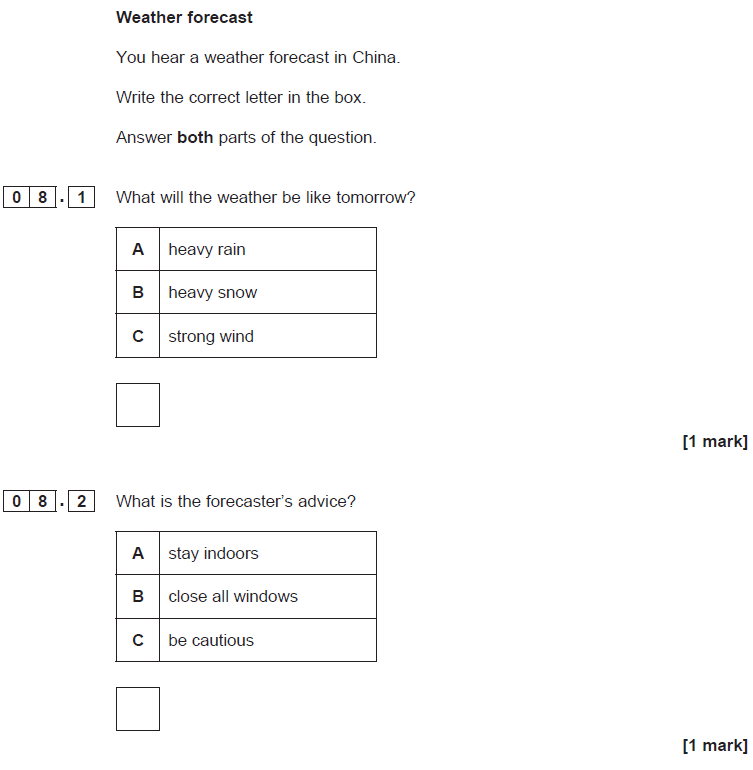 Weather forecast
You hear a weather forecast in China.
Write the correct letter in the box.
Answer both parts of the question.
0 8 . 1 What will the weather be like tomorrow?
A heavy rain
B heavy snow
C strong wind
[1 mark]
0 8 . 2 What is the forecaster's advice?
A stay indoors
B close all windows
C be cautious
[1 mark]